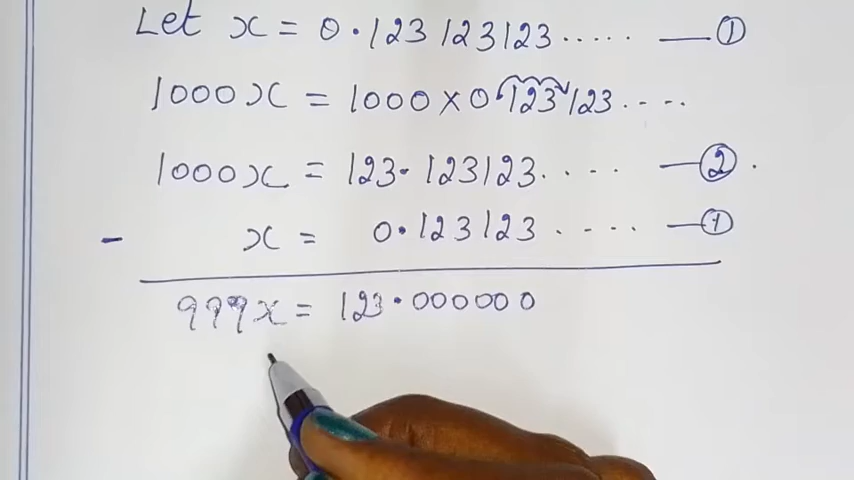 Let x = 0.123123123...... —①
1000x = 1000×0.123123....
1000x = 123.123123..... —②.
- x = 0.123123..... —①
999x = 123.000000